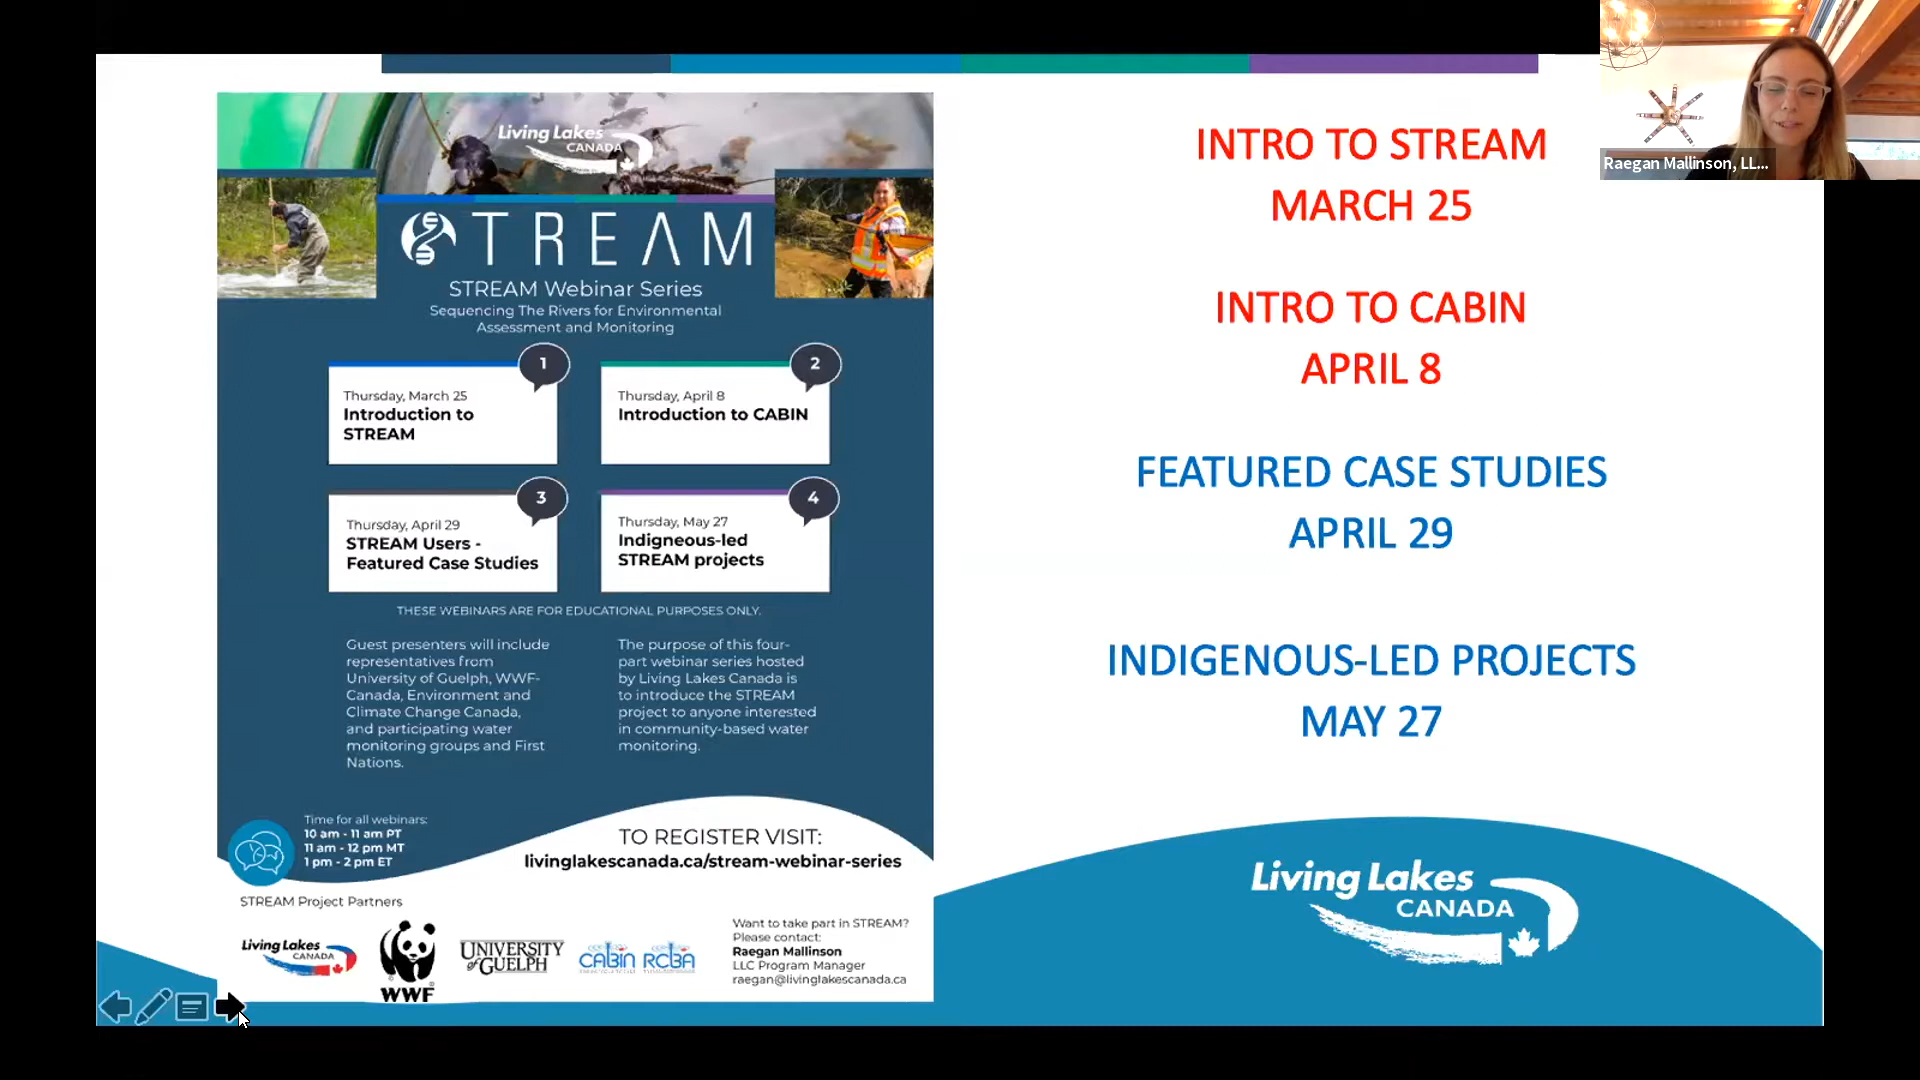 Living Lakes
CANADA
STREAM
STREAM Webinar Series
Sequencing The Rivers for Environmental
Assessment and Monitoring
1
Thursday, March 25
Introduction to
STREAM
2
Thursday, April 8
Introduction to CABIN
3
Thursday, April 29
STREAM Users -
Featured Case Studies
4
Thursday, May 27
Indigneous-led
STREAM projects
THESE WEBINARS ARE FOR EDUCATIONAL PURPOSES ONLY.
Guest presenters will include
representatives from
University of Guelph, WWF-
Canada, Environment and
Climate Change Canada,
and participating water
monitoring groups and First
Nations.
The purpose of this four-
part webinar series hosted
by Living Lakes Canada is
to introduce the STREAM
project to anyone interested
in community-based water
monitoring.
Time for all webinars:
10 am - 11 am PT
11 am - 12 pm MT
1 pm - 2 pm ET
TO REGISTER VISIT:
livinglakescanada.ca/stream-webinar-series
STREAM Project Partners
Living Lakes
CANADA
WWF
UNIVERSITY
of GUELPH
CABIN RCBA
Want to take part in STREAM?
Please contact:
Raegan Mallinson
LLC Program Manager
raegan@livinglakescanada.ca
INTRO TO STREAM
MARCH 25
INTRO TO CABIN
APRIL 8
FEATURED CASE STUDIES
APRIL 29
INDIGENOUS-LED PROJECTS
MAY 27
Living Lakes
CANADA
Raegan Mallinson, LL...